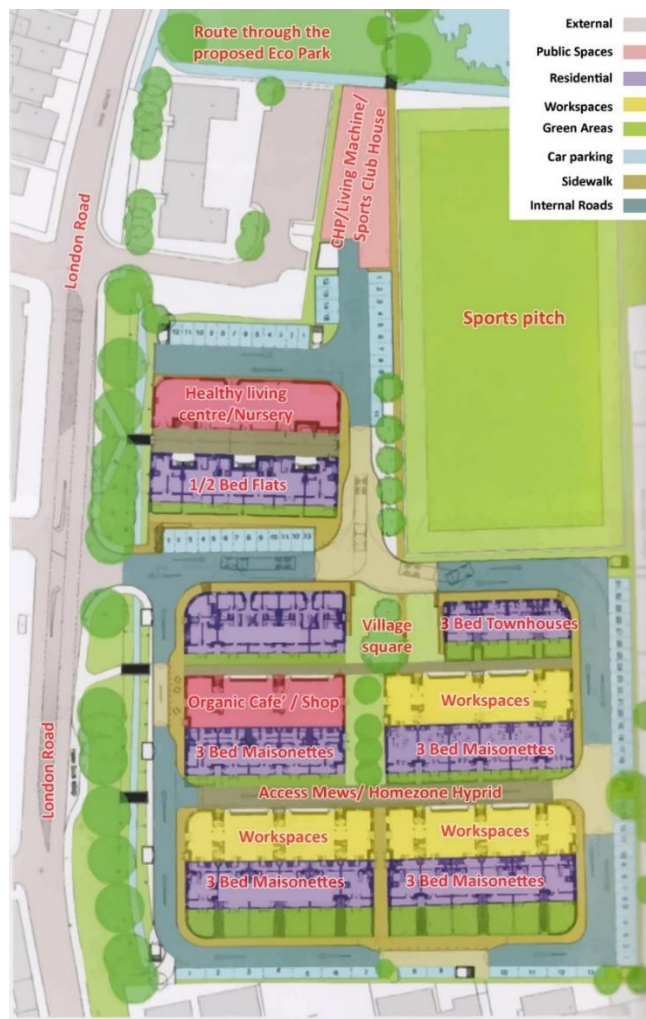 Route through the
proposed Eco Park
External
Public Spaces
Residential
Workspaces
Green Areas
Car parking
Sidewalk
Internal Roads
London Road
CHP/Living Machine/
Sports Club House
Sports pitch
Healthy living
centre/Nursery
1/2 Bed Flats
Village
square
3 Bed Townhouses
Organic Cafe' / Shop
Workspaces
3 Bed Maisonettes
3 Bed Maisonettes
London Road
Access Mews/ Homezone Hyprid
Workspaces
Workspaces
3 Bed Maisonettes
3 Bed Maisonettes